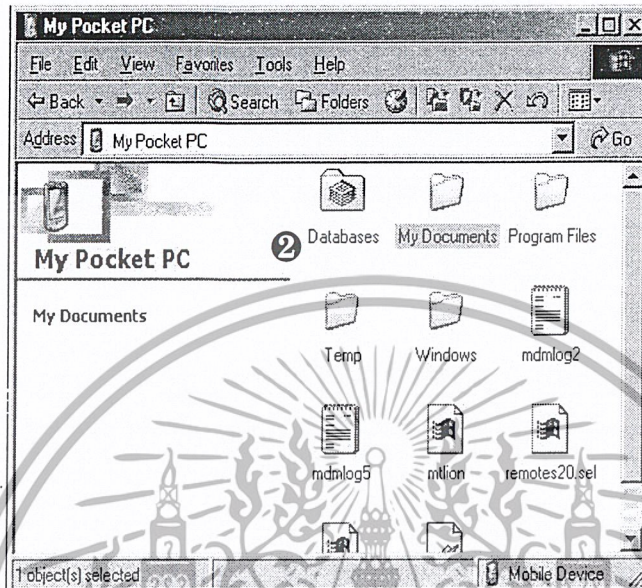 My Pocket PC
File Edit View Favorites Tools Help
Back Search Folders
Address My Pocket PC Go
My Pocket PC
My Documents
2 Databases My Documents Program Files
Temp Windows mdmlog2
mdmlog5 mtlion remotes20.sel
1 object(s) selected Mobile Device